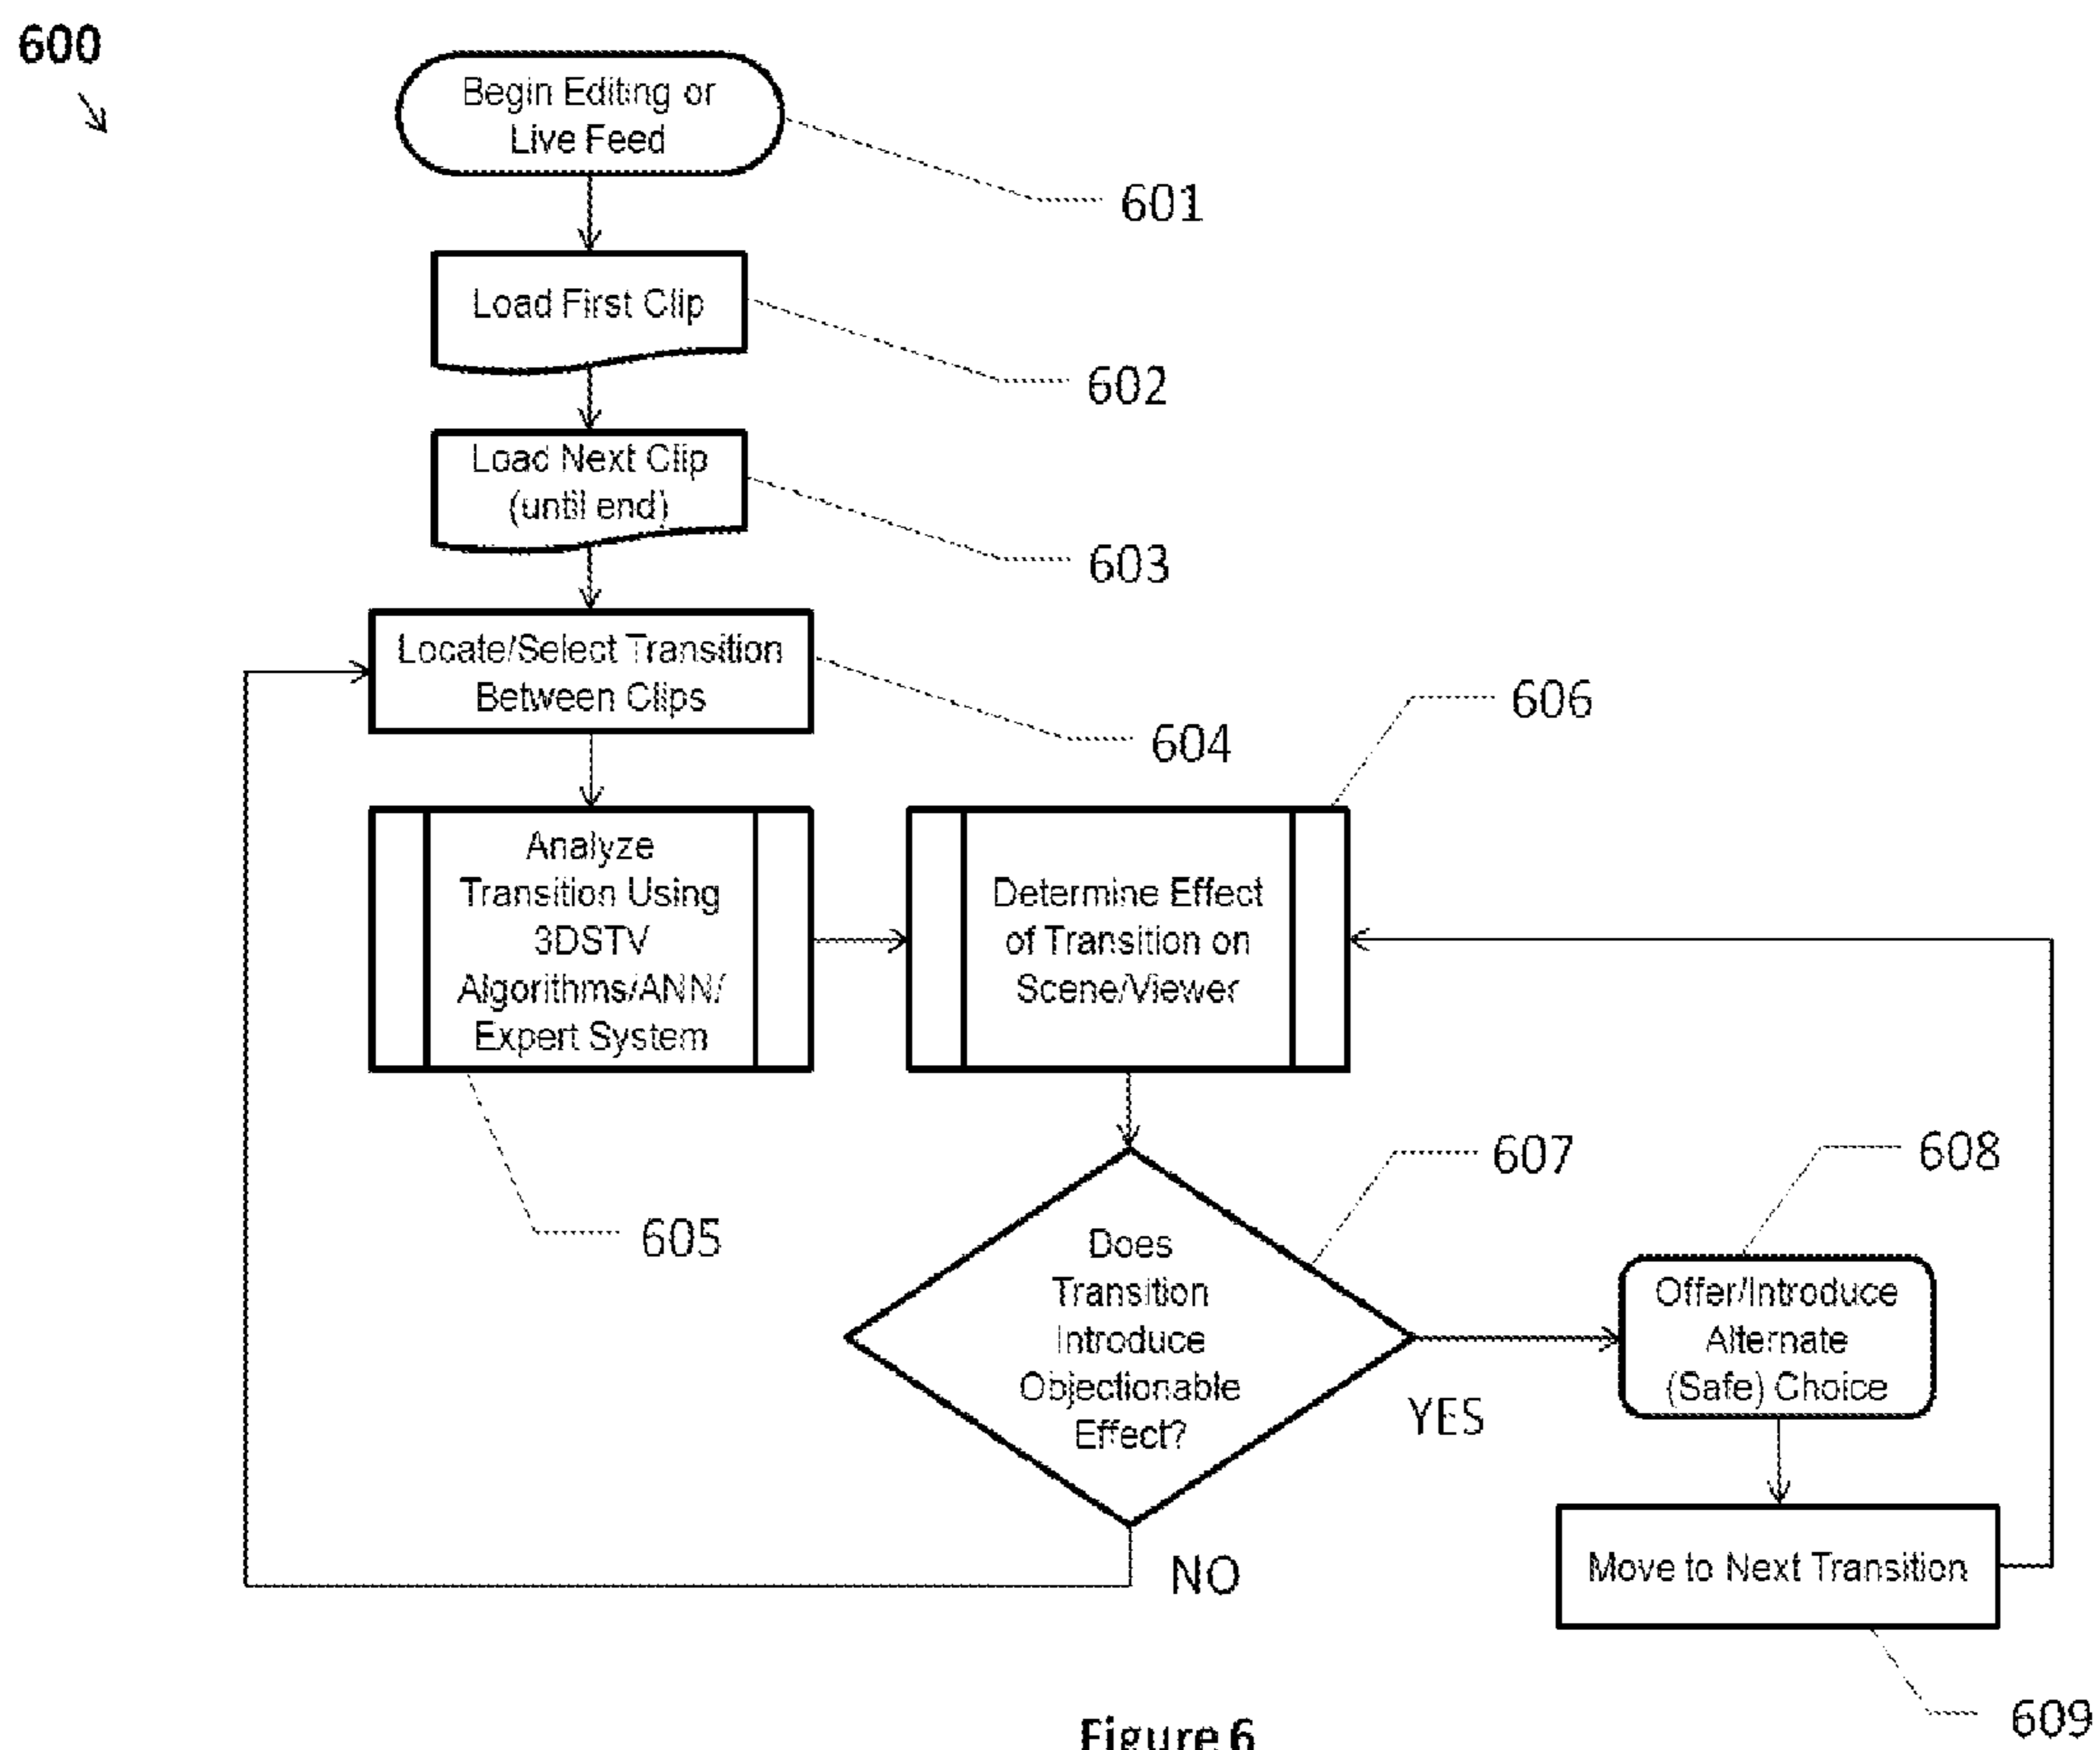 600
Begin Editing or
Live Feed
601
Load First Clip
602
Load Next Clip
(until end)
603
Locate/Select Transition
Between Clips
604
606
Analyze
Transition Using
3DSTV
Algorithms/ANN/
Expert System
605
Determine Effect
of Transition on
Scene/Viewer
Does
Transition
Introduce
Objectionable
Effect?
607
YES
NO
608
Offer/Introduce
Alternate
(Safe) Choice
Move to Next Transition
609
Figure 6